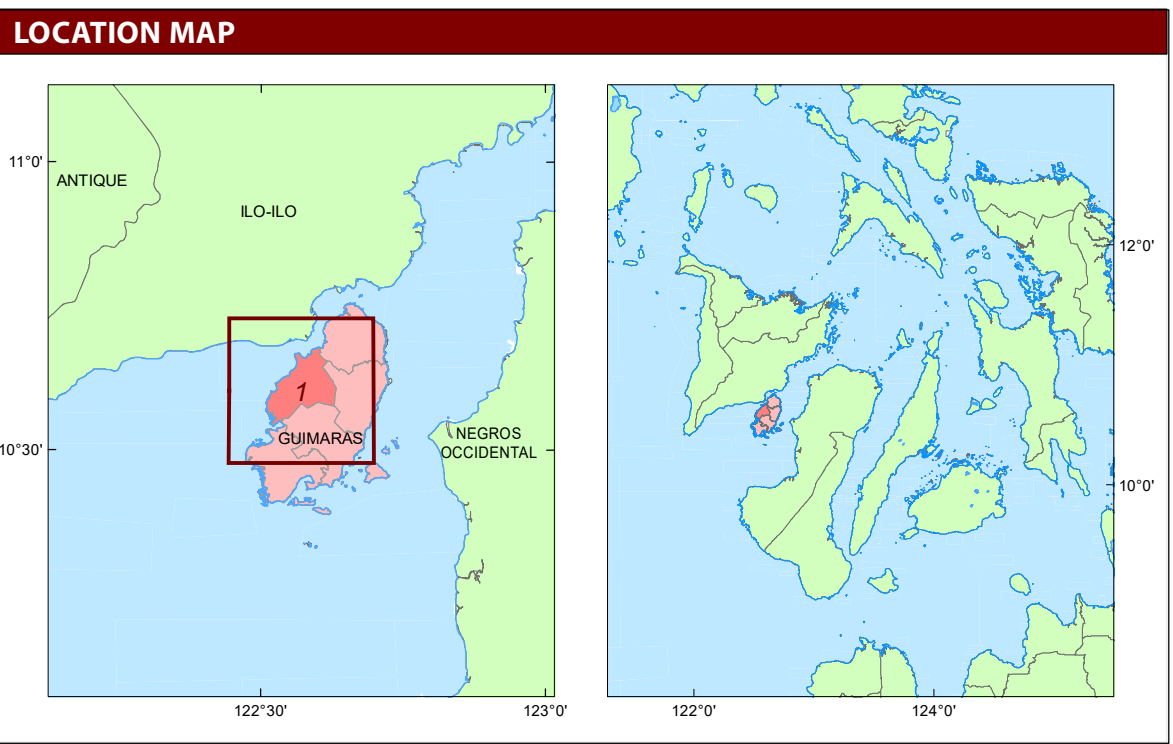 LOCATION MAP
11°0'
ANTIQUE
ILO-ILO
1
GUIMARAS
10°30'
NEGROS
OCCIDENTAL
122°30'
123°0'
12°0'
10°0'
122°0'
124°0'